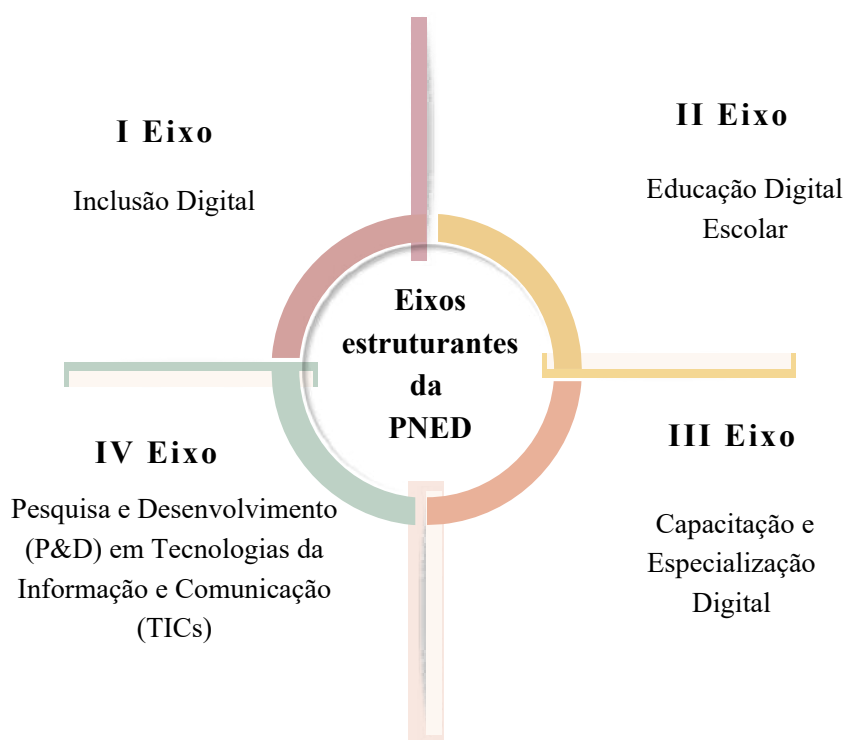 I Eixo
Inclusão Digital
II Eixo
Educação Digital
Escolar
Eixos
estruturantes
da
PNED
IV Eixo
Pesquisa e Desenvolvimento
(P&D) em Tecnologias da
Informação e Comunicação
(TICs)
III Eixo
Capacitação e
Especialização
Digital